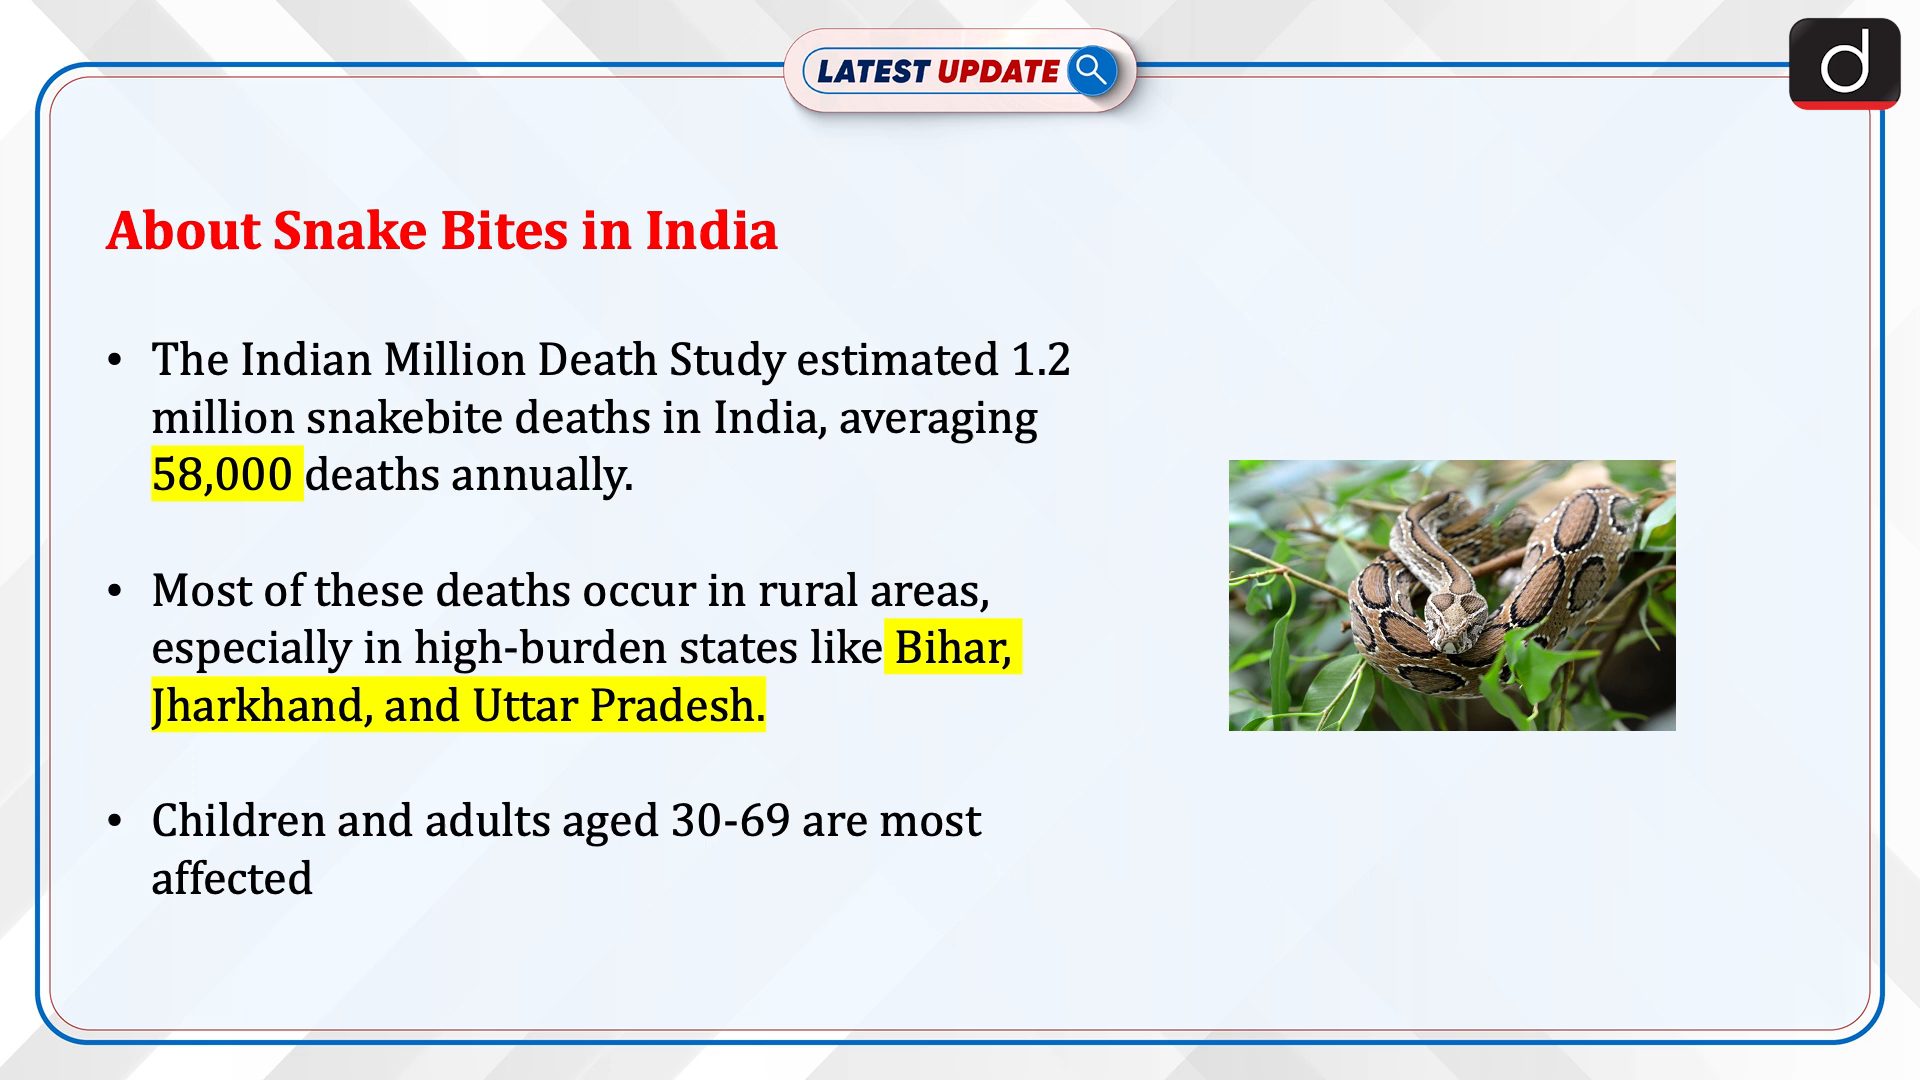 LATEST UPDATE
d
About Snake Bites in India
• The Indian Million Death Study estimated 1.2
million snakebite deaths in India, averaging
58,000 deaths annually.
• Most of these deaths occur in rural areas,
especially in high-burden states like Bihar,
Jharkhand, and Uttar Pradesh.
• Children and adults aged 30-69 are most
affected